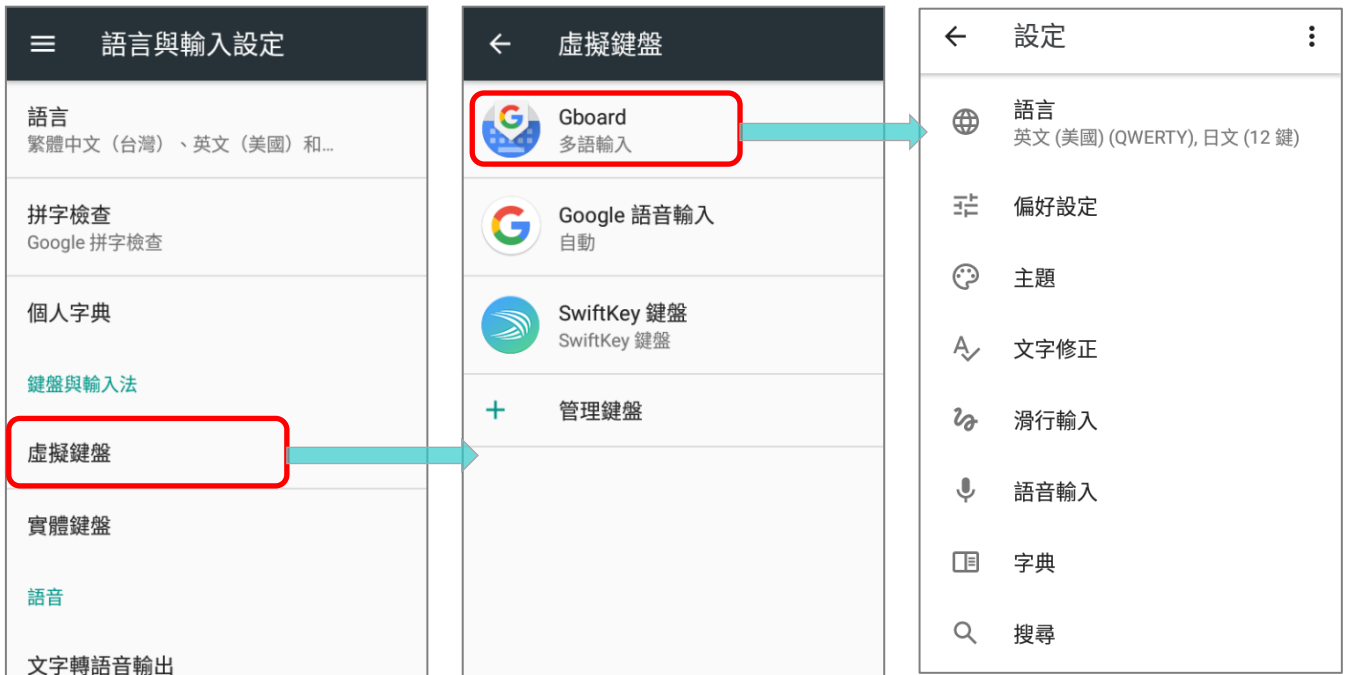 語言與輸入設定
語言
繁體中文（台灣）、英文（美國）和...
拼字檢查
Google 拼字檢查
個人字典
鍵盤與輸入法
虛擬鍵盤
實體鍵盤
語音
文字轉語音輸出
虛擬鍵盤
Gboard
多語輸入
Google 語音輸入
自動
SwiftKey 鍵盤
SwiftKey 鍵盤
管理鍵盤
設定
語言
英文 (美國) (QWERTY), 日文 (12 鍵)
偏好設定
主題
文字修正
滑行輸入
語音輸入
字典
搜尋